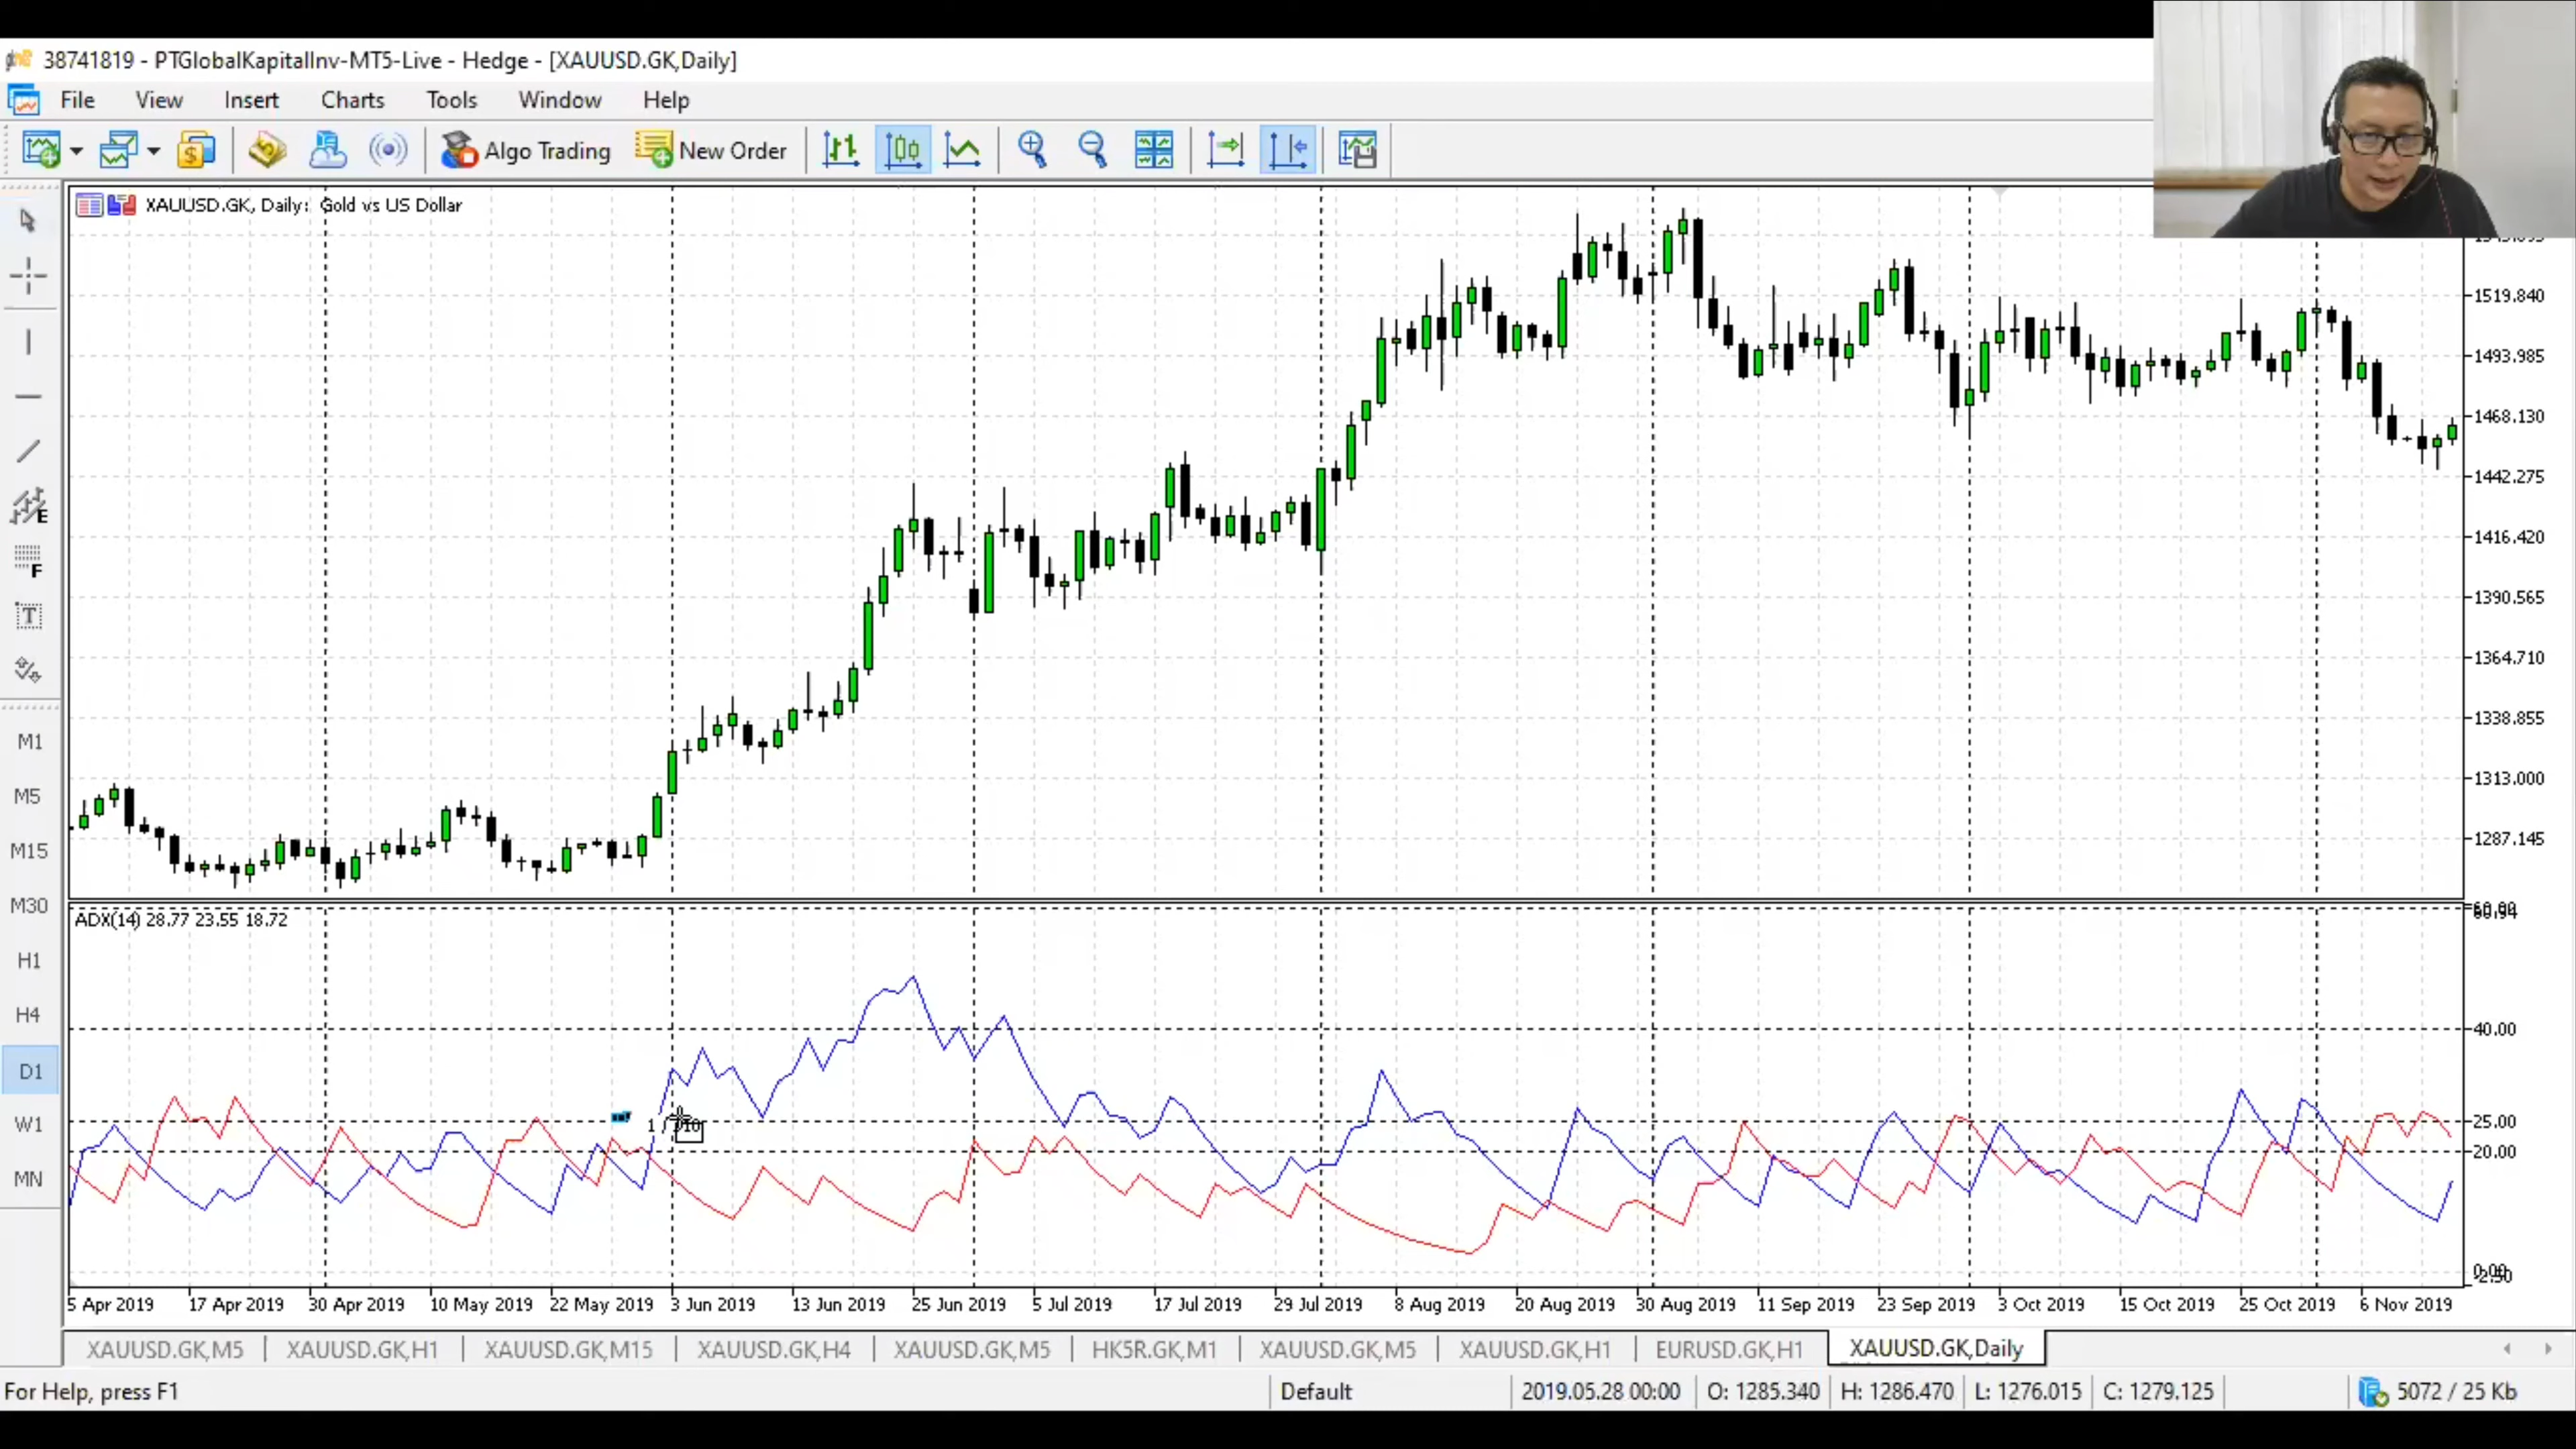 38741819 - PTGlobalKapitalInv-MT5-Live - Hedge - [XAUUSD.GK,Daily]
File View Insert Charts Tools Window Help
Algo Trading New Order
XAUUSD.GK, Daily: Gold vs US Dollar
1519.840
1493.985
1468.130
1442.275
1416.420
1390.565
1364.710
1338.855
1313.000
1287.145
E
F
T
M1
M5
M15
M30
H1
H4
D1
W1
MN
ADX(14) 28.77 23.55 18.72
40.00
25.00
20.00
5 Apr 2019 17 Apr 2019 30 Apr 2019 10 May 2019 22 May 2019 3 Jun 2019 13 Jun 2019 25 Jun 2019 5 Jul 2019 17 Jul 2019 29 Jul 2019 8 Aug 2019 20 Aug 2019 30 Aug 2019 11 Sep 2019 23 Sep 2019 3 Oct 2019 15 Oct 2019 25 Oct 2019 6 Nov 2019
XAUUSD.GK,M5 XAUUSD.GK,H1 XAUUSD.GK,M15 XAUUSD.GK,H4 XAUUSD.GK,M5 HK5R.GK,M1 XAUUSD.GK,M5 XAUUSD.GK,H1 EURUSD.GK,H1 XAUUSD.GK,Daily
For Help, press F1 Default 2019.05.28 00:00 O: 1285.340 H: 1286.470 L: 1276.015 C: 1279.125 5072 / 25 Kb